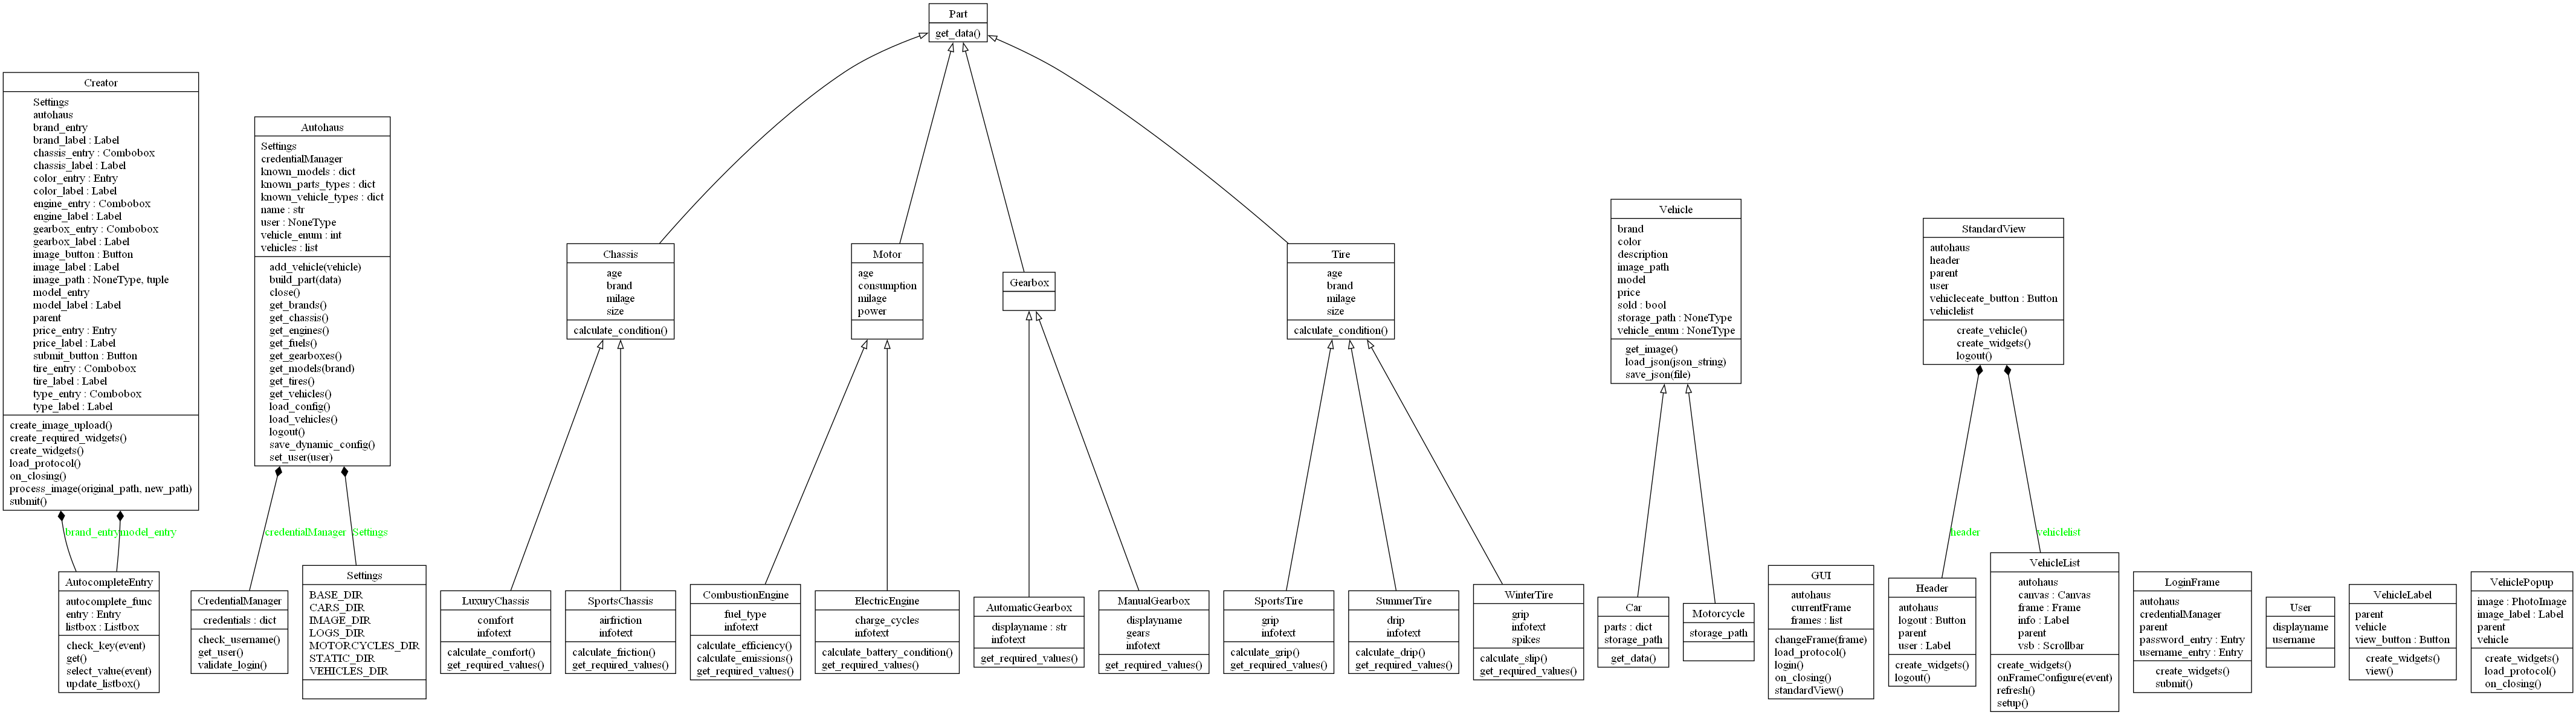 Part
get_data()
Creator
Settings
autohaus
brand_entry
brand_label : Label
chassis_entry : Combobox
chassis_label : Label
color_entry : Entry
color_label : Label
engine_entry : Combobox
engine_label : Label
gearbox_entry : Combobox
gearbox_label : Label
image_button : Button
image_label : Label
image_path : NoneType, tuple
model_entry
model_label : Label
parent
price_entry : Entry
price_label : Label
submit_button : Button
tire_entry : Combobox
tire_label : Label
type_entry : Combobox
type_label : Label
create_image_upload()
create_required_widgets()
create_widgets()
load_protocol()
on_closing()
process_image(original_path, new_path)
submit()
Autohaus
Settings
credentialManager
known_models : dict
known_parts_types : dict
known_vehicle_types : dict
name : str
user : NoneType
vehicle_enum : int
vehicles : list
add_vehicle(vehicle)
build_part(data)
close()
get_brands()
get_chassis()
get_engines()
get_fuels()
get_gearboxes()
get_models(brand)
get_tires()
get_vehicles()
load_config()
load_vehicles()
logout()
save_dynamic_config()
set_user(user)
Chassis
age
brand
milage
size
calculate_condition()
Motor
age
consumption
milage
power
Gearbox
Tire
age
brand
milage
size
calculate_condition()
Vehicle
brand
color
description
image_path
model
price
sold : bool
storage_path : NoneType
vehicle_enum : NoneType
get_image()
load_json(json_string)
save_json(file)
StandardView
autohaus
header
parent
user
vehicleceate_button : Button
vehiclelist
create_vehicle()
create_widgets()
logout()
brand_entry
model_entry
credentialManager
Settings
header
vehiclelist
AutocompleteEntry
autocomplete_func
entry : Entry
listbox : Listbox
check_key(event)
get()
select_value(event)
update_listbox()
CredentialManager
credentials : dict
check_username()
get_user()
validate_login()
Settings
BASE_DIR
CARS_DIR
IMAGE_DIR
LOGS_DIR
MOTORCYCLES_DIR
STATIC_DIR
VEHICLES_DIR
LuxuryChassis
comfort
infotext
calculate_comfort()
get_required_values()
SportsChassis
airfriction
infotext
calculate_friction()
get_required_values()
CombustionEngine
fuel_type
infotext
calculate_efficiency()
calculate_emissions()
get_required_values()
ElectricEngine
charge_cycles
infotext
calculate_battery_condition()
get_required_values()
AutomaticGearbox
displayname : str
infotext
get_required_values()
ManualGearbox
displayname
gears
infotext
get_required_values()
SportsTire
grip
infotext
calculate_grip()
get_required_values()
SummerTire
drip
infotext
calculate_drip()
get_required_values()
WinterTire
grip
infotext
spikes
calculate_slip()
get_required_values()
Car
parts : dict
storage_path
get_data()
Motorcycle
storage_path
GUI
autohaus
currentFrame
frames : list
changeFrame(frame)
load_protocol()
login()
on_closing()
standardView()
Header
autohaus
logout : Button
parent
user : Label
create_widgets()
logout()
VehicleList
autohaus
canvas : Canvas
frame : Frame
info : Label
parent
vsb : Scrollbar
create_widgets()
onFrameConfigure(event)
refresh()
setup()
LoginFrame
autohaus
credentialManager
parent
password_entry : Entry
username_entry : Entry
create_widgets()
submit()
User
displayname
username
VehicleLabel
parent
vehicle
view_button : Button
create_widgets()
view()
VehiclePopup
image : PhotoImage
image_label : Label
parent
vehicle
create_widgets()
load_protocol()
on_closing()